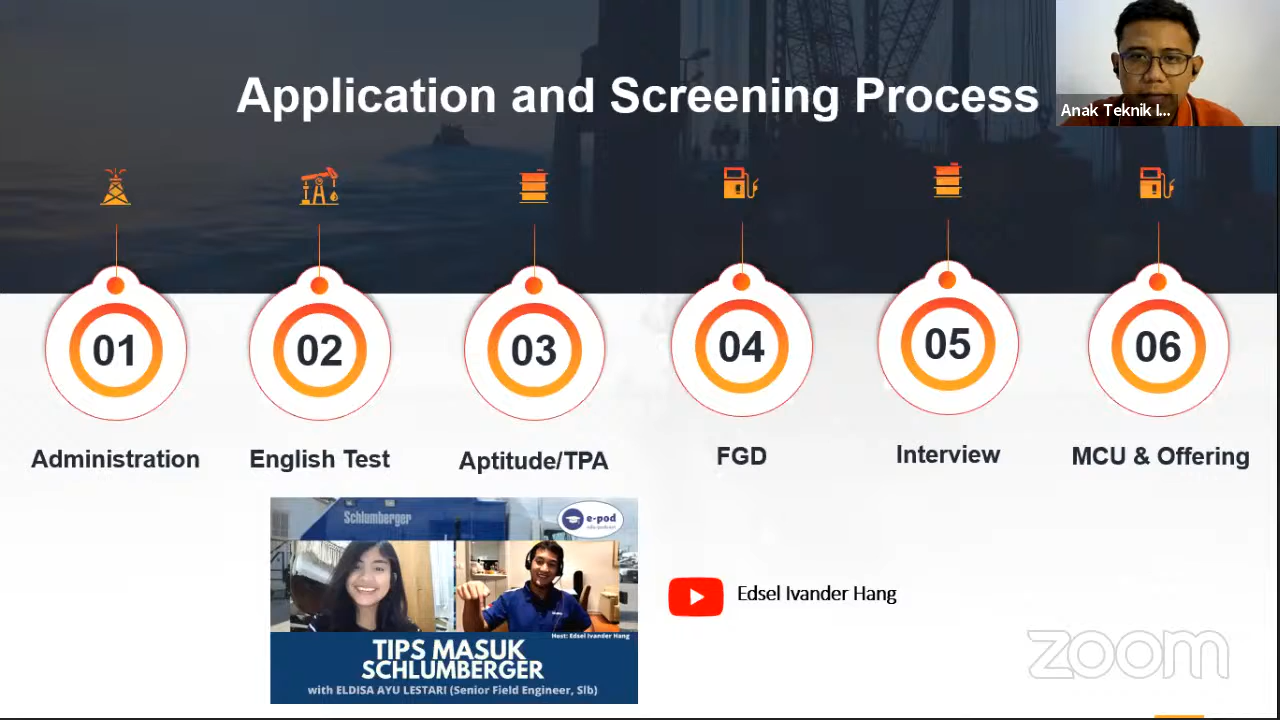 Application and Screening Process
Anak Teknik I...
01
02
03
04
05
06
Administration
English Test
Aptitude/TPA
FGD
Interview
MCU & Offering
Schlumberger
e-pod
Host: Edsel Ivander Hang
TIPS MASUK
SCHLUMBERGER
with ELDISA AYU LESTARI (Senior Field Engineer, Slb)
Edsel Ivander Hang
zoom